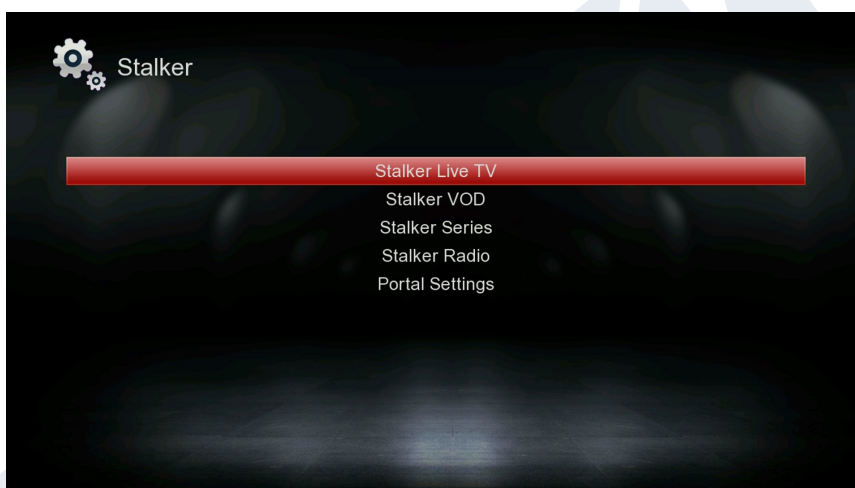 Stalker
Stalker Live TV
Stalker VOD
Stalker Series
Stalker Radio
Portal Settings